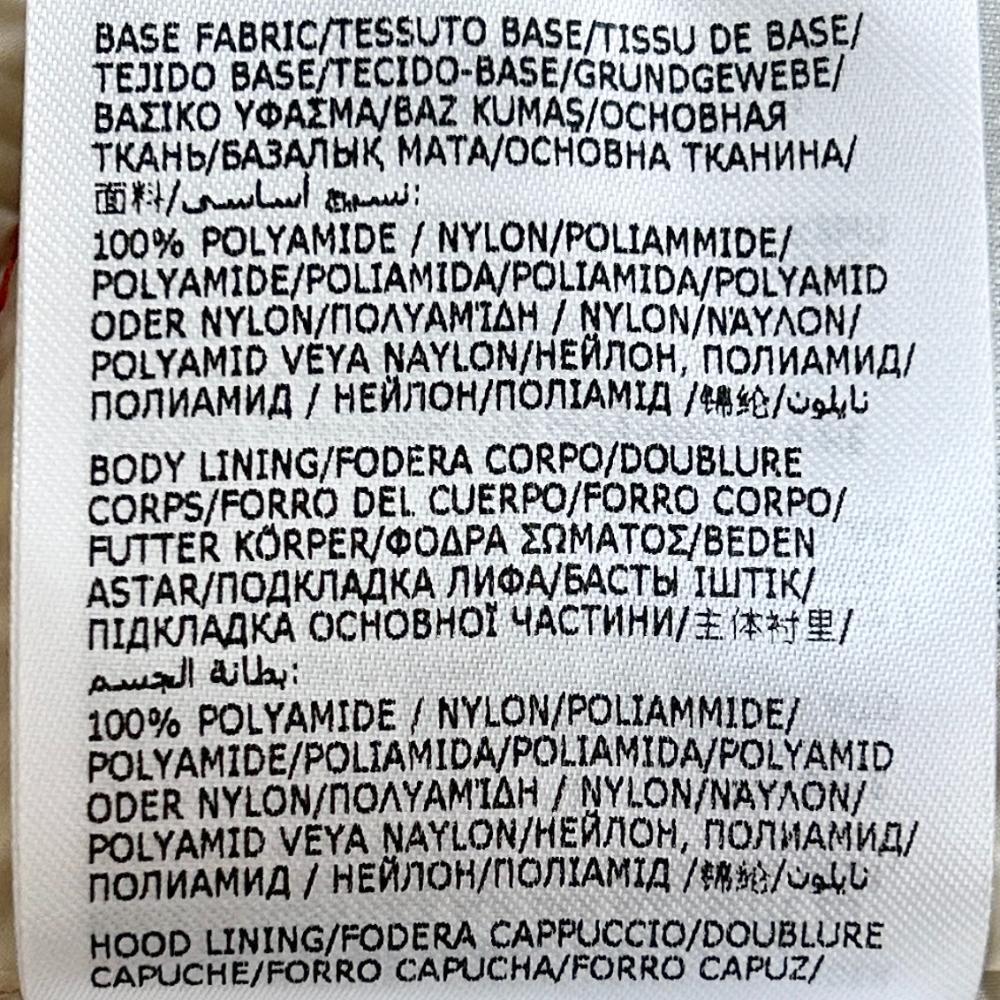 BASE FABRIC/TESSUTO BASE/TISSU DE BASE/
TEJIDO BASE/TECIDO-BASE/GRUNDGEWEBE/
ΒΑΣΙΚΟ ΥΦΑΣΜΑ/BAZ KUMAŞ/ОСНОВНАЯ
ТКАНЬ/БАЗАЛЫҚ МАТА/ОСНОВНА ТКАНИНА/
面料/نسيج أساسي:
100% POLYAMIDE / NYLON/POLIAMMIDE/
POLYAMIDE/POLIAMIDA/POLIAMIDA/POLYAMID
ODER NYLON/ΠΟΛΥΑΜΊΔΗ / NYLON/ΝΆΥΛΟΝ/
POLYAMID VEYA NAYLON/НЕЙЛОН, ПОЛИАМИД/
ПОЛИАМИД / НЕЙЛОН/ПОЛІАМІД /锦纶/نايلون
BODY LINING/FODERA CORPO/DOUBLURE
CORPS/FORRO DEL CUERPO/FORRO CORPO/
FUTTER KÖRPER/ΦΟΔΡΑ ΣΩΜΑΤΟΣ/BEDEN
ASTAR/ПОДКЛАДКА ЛИФА/БАСТЫ ІШТІК/
ПІДКЛАДКА ОСНОВНОЇ ЧАСТИНИ/主体衬里/
بطانة الجسم:
100% POLYAMIDE / NYLON/POLIAMMIDE/
POLYAMIDE/POLIAMIDA/POLIAMIDA/POLYAMID
ODER NYLON/ΠΟΛΥΑΜΊΔΗ / NYLON/ΝΆΥΛΟΝ/
POLYAMID VEYA NAYLON/НЕЙЛОН, ПОЛИАМИД/
ПОЛИАМИД / НЕЙЛОН/ПОЛІАМІД /锦纶/نايلون
HOOD LINING/FODERA CAPPUCCIO/DOUBLURE
CAPUCHE/FORRO CAPUCHA/FORRO CAPUZ/